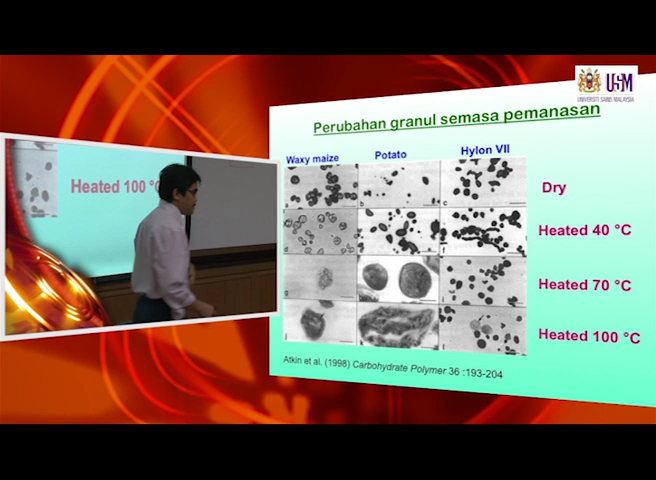 USM
UNIVERSITI SAINS MALAYSIA
Perubahan granul semasa pemanasan
Waxy maize
Potato
Hylon VII
Dry
Heated 40 °C
Heated 70 °C
Heated 100 °C
Atkin et al. (1998) Carbohydrate Polymer 36 :193-204
Heated 100 °